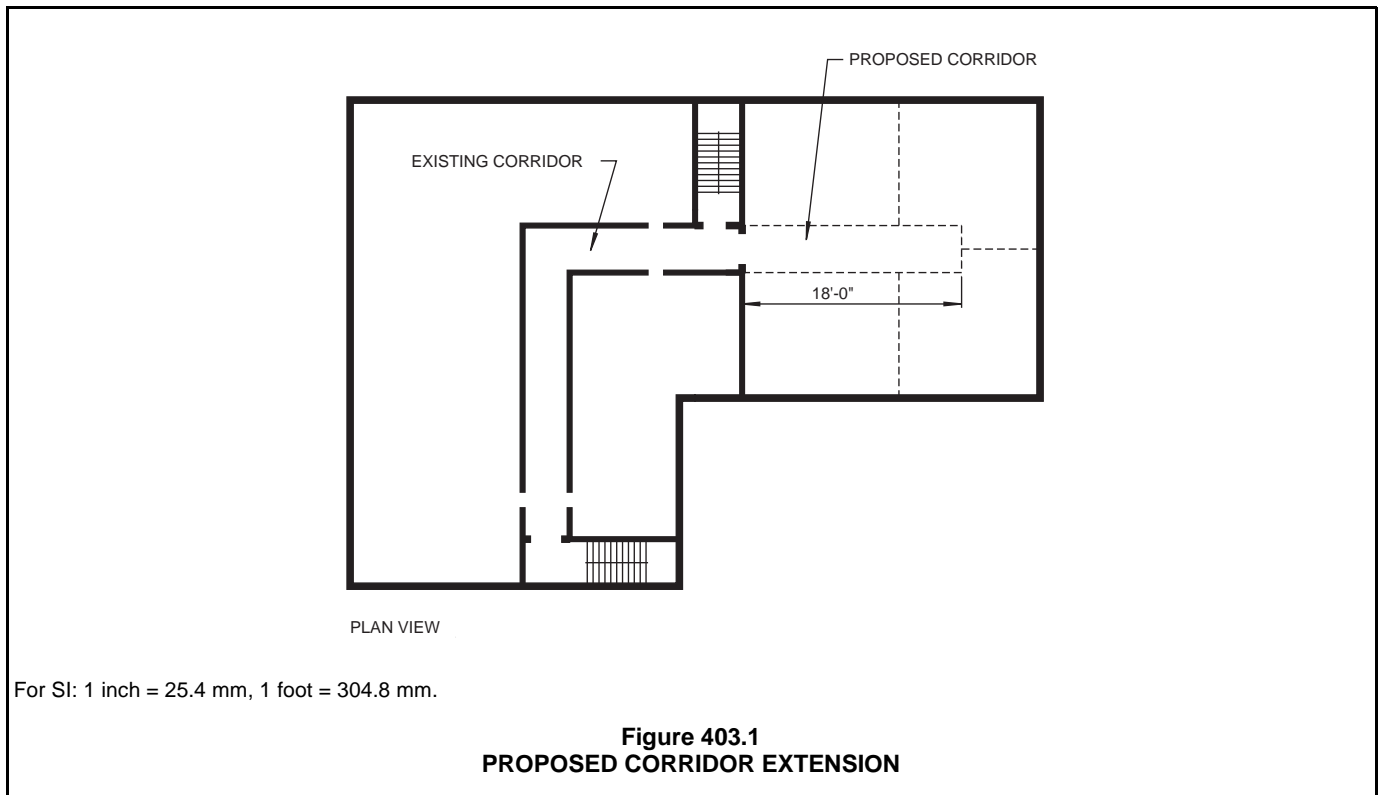 PROPOSED CORRIDOR
EXISTING CORRIDOR
18'-0"
PLAN VIEW
For SI: 1 inch = 25.4 mm, 1 foot = 304.8 mm.
Figure 403.1
PROPOSED CORRIDOR EXTENSION